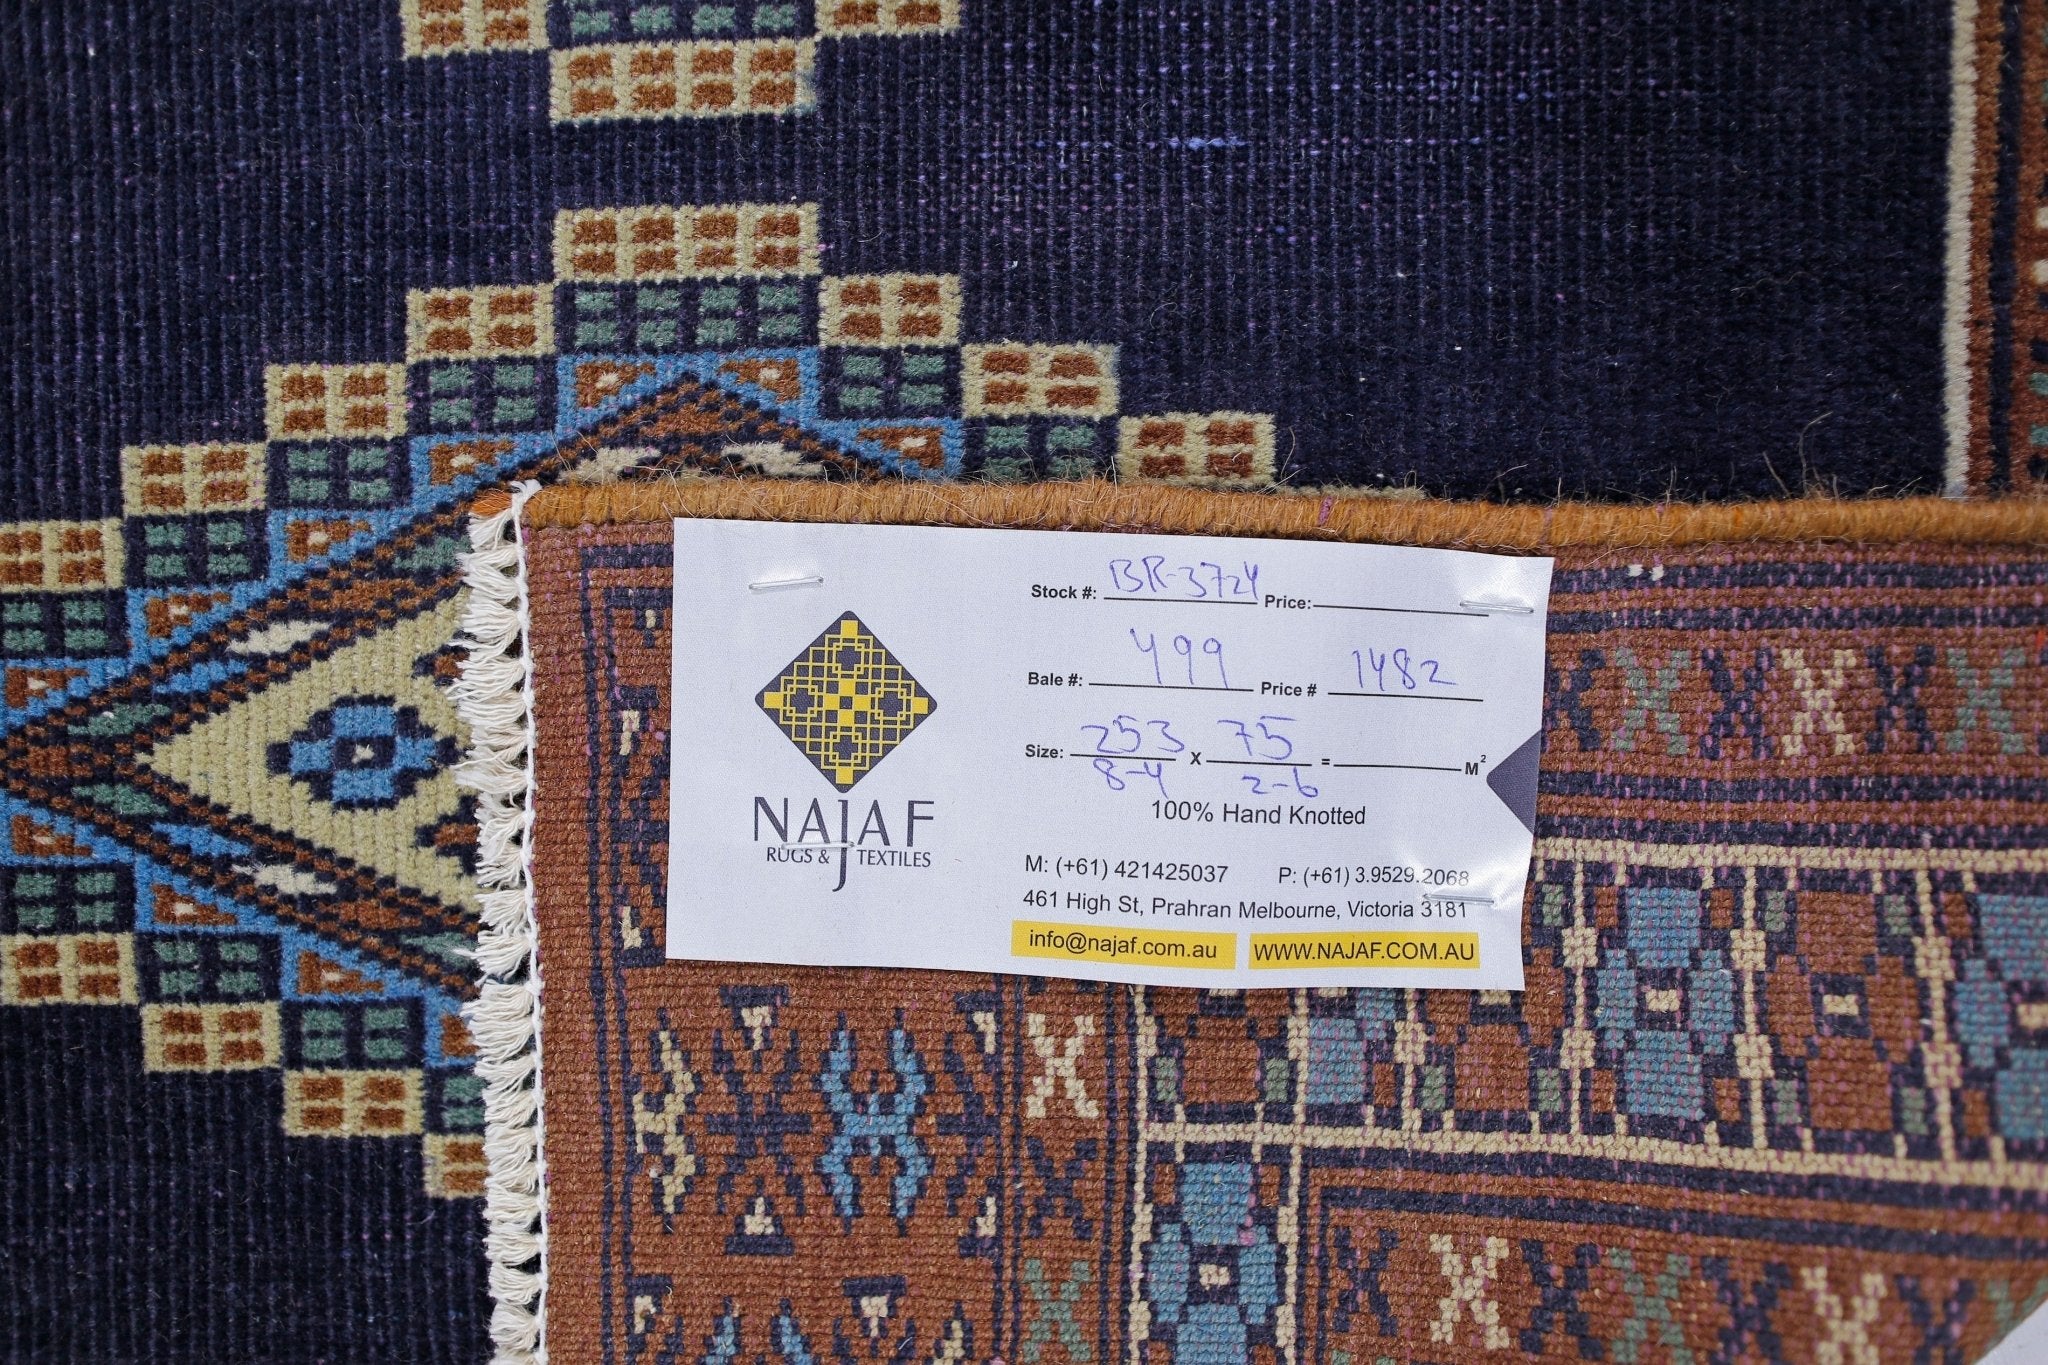 NAJAF
RUGS & TEXTILES
Stock #: BR-3724 Price:
Bale #: 499 Price # 1482
Size: 253 x 75 = M²
8-4 2-6
100% Hand Knotted
M: (+61) 421425037 P: (+61) 3.9529.2068
461 High St, Prahran Melbourne, Victoria 3181
info@najaf.com.au WWW.NAJAF.COM.AU